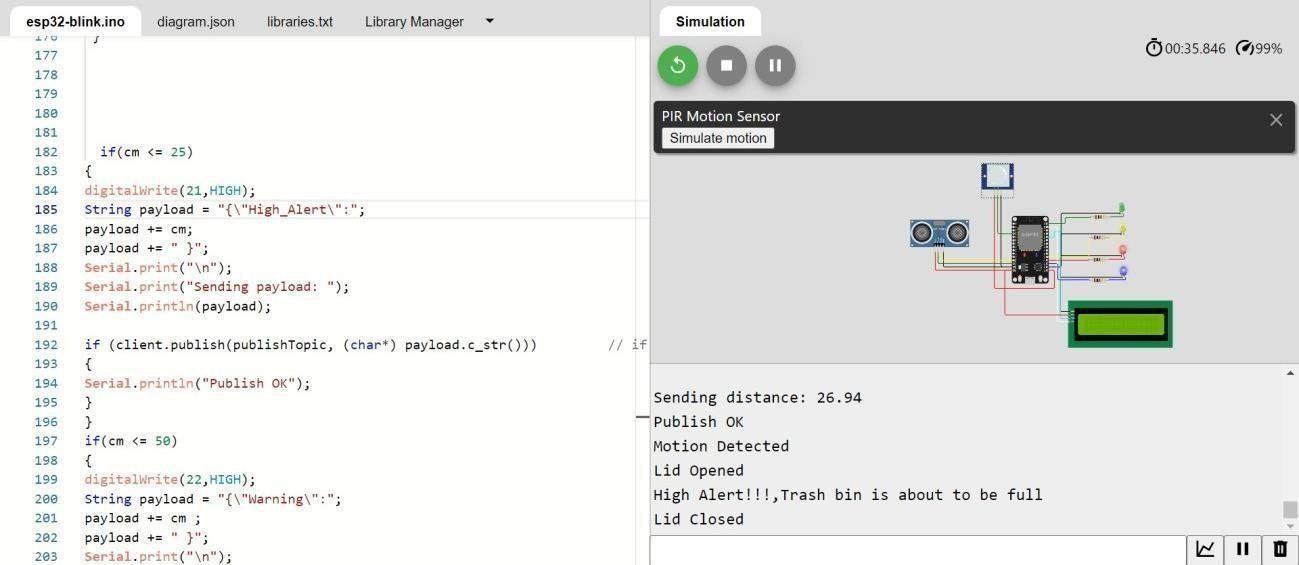 esp32-blink.ino diagram.json libraries.txt Library Manager
176 }
177
178
179
180
181
182 if(cm <= 25)
183 {
184 digitalWrite(21,HIGH);
185 String payload = "{\"High_Alert\":";
186 payload += cm;
187 payload += " }";
188 Serial.print("\n");
189 Serial.print("Sending payload: ");
190 Serial.println(payload);
191
192 if (client.publish(publishTopic, (char*) payload.c_str())) // if
193 {
194 Serial.println("Publish OK");
195 }
196 }
197 if(cm <= 50)
198 {
199 digitalWrite(22,HIGH);
200 String payload = "{\"Warning\":";
201 payload += cm ;
202 payload += " }";
203 Serial.print("\n");
Simulation
00:35.846 99%
PIR Motion Sensor
Simulate motion
Sending distance: 26.94
Publish OK
Motion Detected
Lid Opened
High Alert!!!,Trash bin is about to be full
Lid Closed